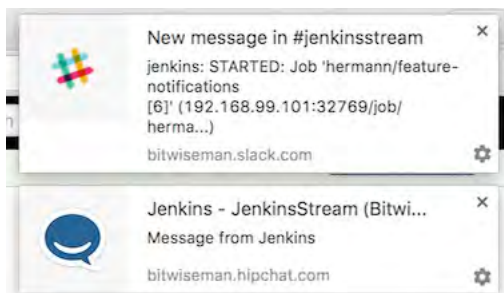 New message in #jenkinsstream
jenkins: STARTED: Job 'hermann/feature-
notifications
[6]' (192.168.99.101:32769/job/
herma...)
bitwiseman.slack.com
Jenkins - JenkinsStream (Bitwi...
Message from Jenkins
bitwiseman.hipchat.com